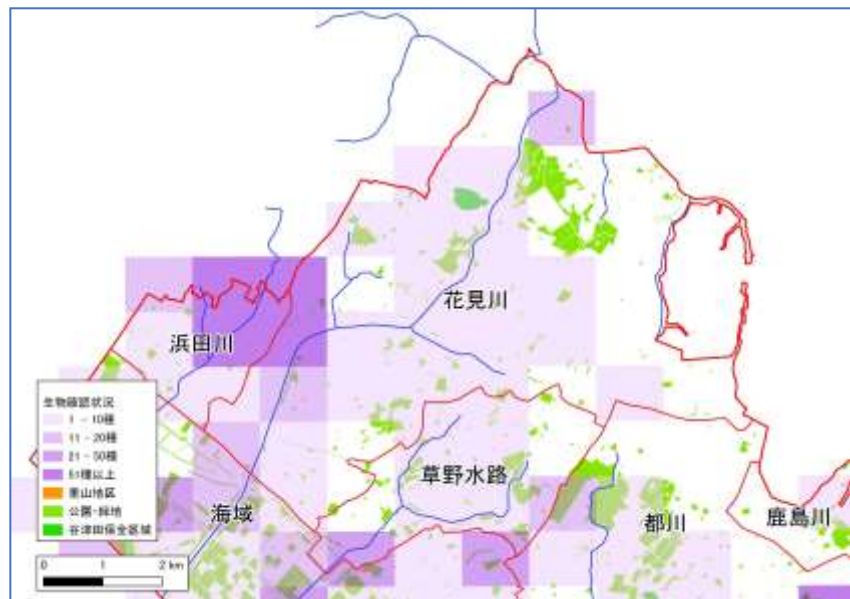 花見川
浜田川
草野水路
海域
都川
鹿島川
生物確認状況
1 - 10種
11 - 20種
21 - 50種
51種以上
里山地区
公園・緑地
谷津田保全区域
0 1 2 km